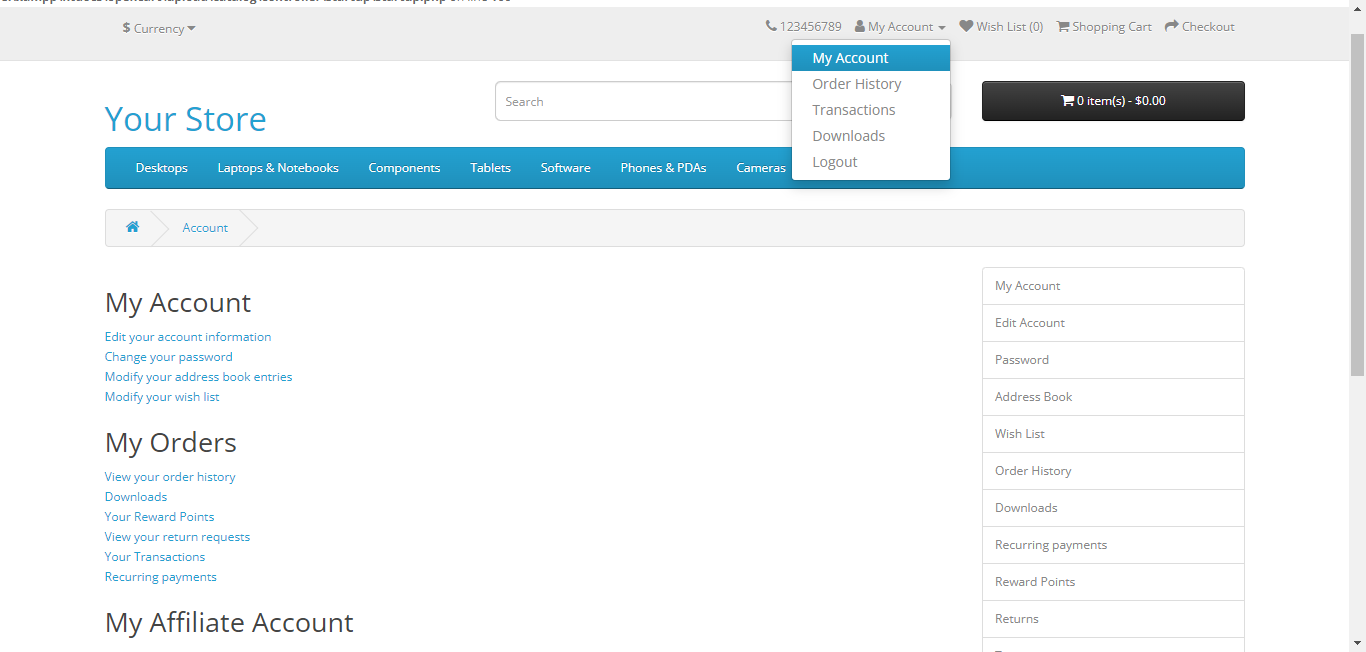 $ Currency
123456789 My Account Wish List (0) Shopping Cart Checkout
My Account
Order History
Transactions
Downloads
Logout
Your Store
Search
0 item(s) - $0.00
Desktops Laptops & Notebooks Components Tablets Software Phones & PDAs Cameras
Account
My Account
Edit your account information
Change your password
Modify your address book entries
Modify your wish list
My Orders
View your order history
Downloads
Your Reward Points
View your return requests
Your Transactions
Recurring payments
My Affiliate Account
My Account
Edit Account
Password
Address Book
Wish List
Order History
Downloads
Recurring payments
Reward Points
Returns